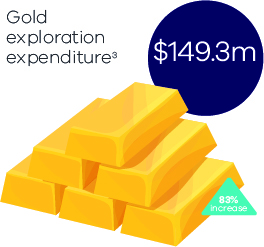 Gold
exploration
expenditure³
$149.3m
83%
increase